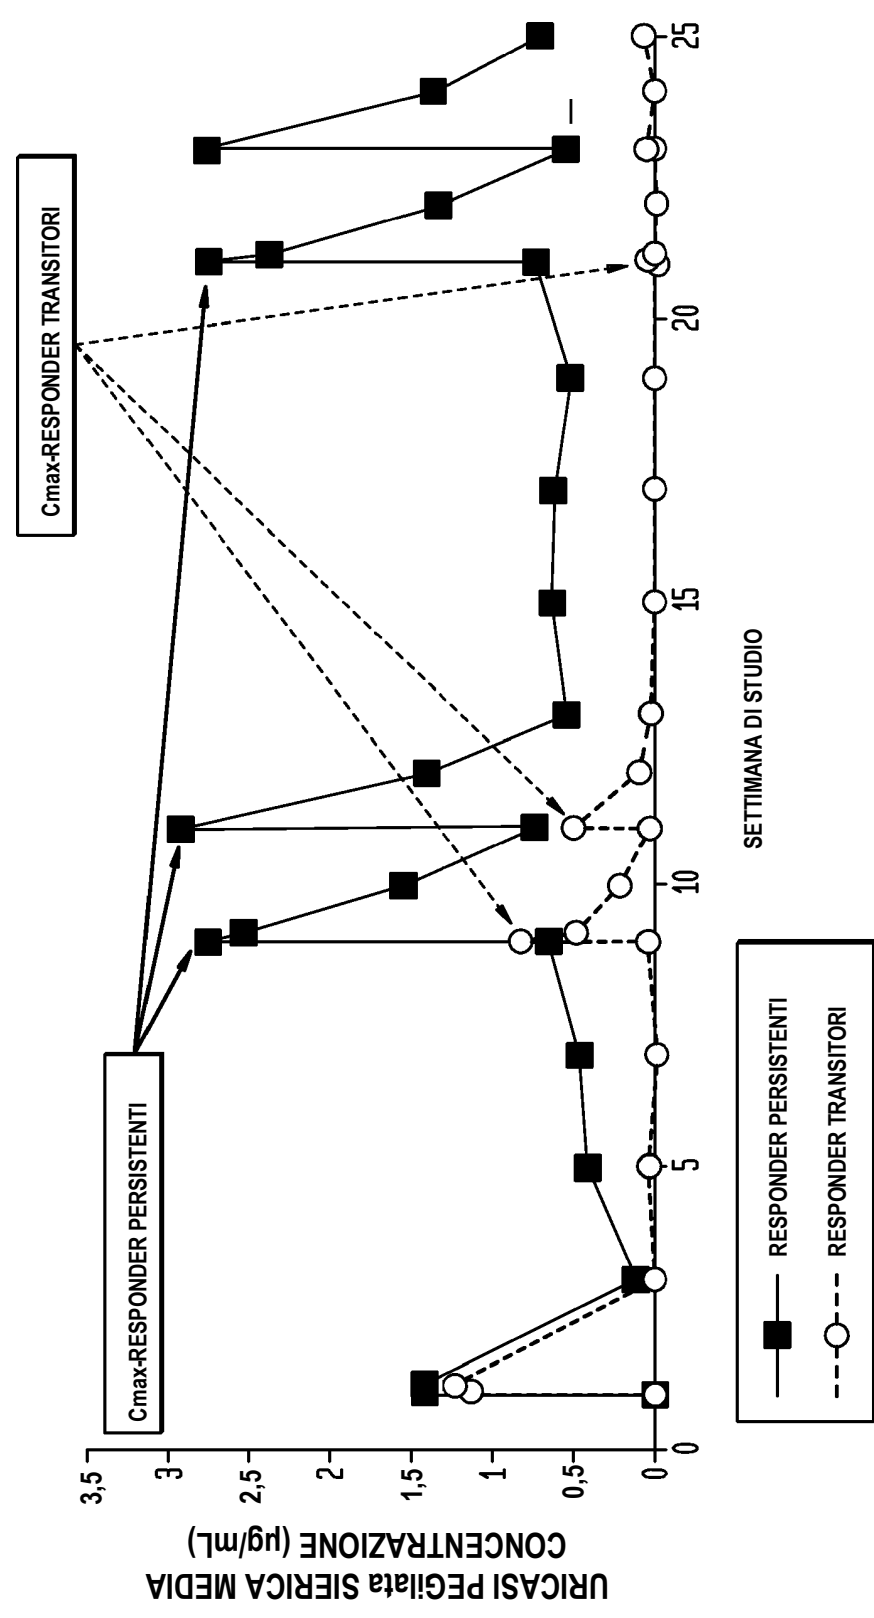 Cmax-RESPONDER PERSISTENTI
Cmax-RESPONDER TRANSITORI
URICASI PEGilata SIERICA MEDIA
CONCENTRAZIONE (µg/mL)
3,5
3
2,5
2
1,5
1
0,5
0
0
5
10
15
20
25
SETTIMANA DI STUDIO
RESPONDER PERSISTENTI
RESPONDER TRANSITORI